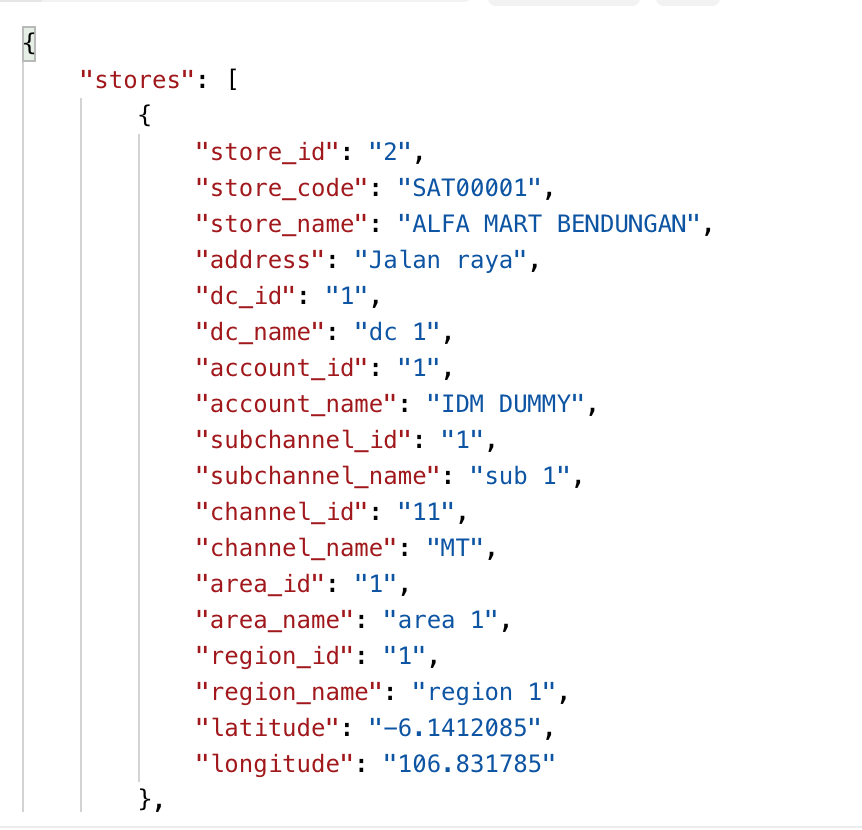 {
"stores": [
{
"store_id": "2",
"store_code": "SAT00001",
"store_name": "ALFA MART BENDUNGAN",
"address": "Jalan raya",
"dc_id": "1",
"dc_name": "dc 1",
"account_id": "1",
"account_name": "IDM DUMMY",
"subchannel_id": "1",
"subchannel_name": "sub 1",
"channel_id": "11",
"channel_name": "MT",
"area_id": "1",
"area_name": "area 1",
"region_id": "1",
"region_name": "region 1",
"latitude": "-6.1412085",
"longitude": "106.831785"
},